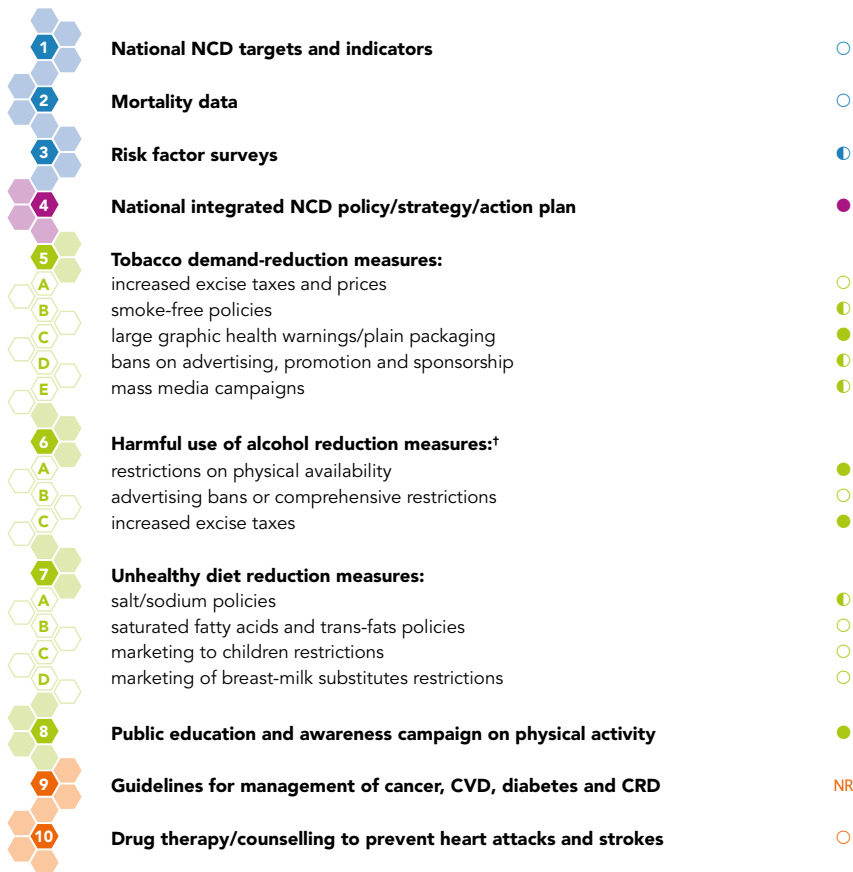 1 National NCD targets and indicators ○
2 Mortality data ○
3 Risk factor surveys ◐
4 National integrated NCD policy/strategy/action plan ●
5 Tobacco demand-reduction measures:
A increased excise taxes and prices ○
B smoke-free policies ◐
C large graphic health warnings/plain packaging ●
D bans on advertising, promotion and sponsorship ◐
E mass media campaigns ◐
6 Harmful use of alcohol reduction measures:†
A restrictions on physical availability ●
B advertising bans or comprehensive restrictions ○
C increased excise taxes ●
7 Unhealthy diet reduction measures:
A salt/sodium policies ◐
B saturated fatty acids and trans-fats policies ○
C marketing to children restrictions ○
D marketing of breast-milk substitutes restrictions ○
8 Public education and awareness campaign on physical activity ●
9 Guidelines for management of cancer, CVD, diabetes and CRD NR
10 Drug therapy/counselling to prevent heart attacks and strokes ○